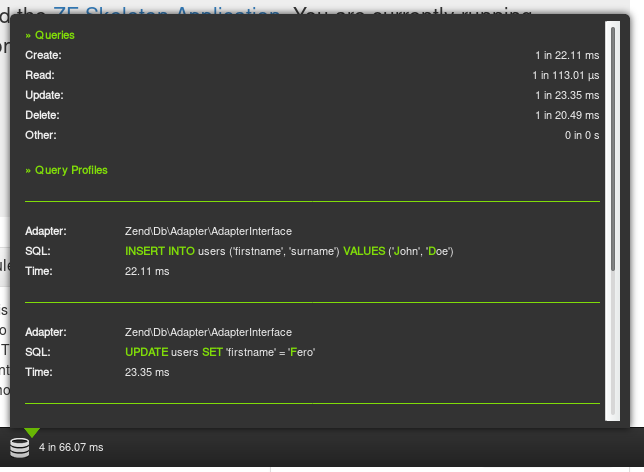 d the ZF Skeleton Application. You are currently running
» Queries
Create: 1 in 22.11 ms
Read: 1 in 113.01 µs
Update: 1 in 23.35 ms
Delete: 1 in 20.49 ms
Other: 0 in 0 s
» Query Profiles
Adapter: Zend\Db\Adapter\AdapterInterface
SQL: INSERT INTO users ('firstname', 'surname') VALUES ('John', 'Doe')
Time: 22.11 ms
Adapter: Zend\Db\Adapter\AdapterInterface
SQL: UPDATE users SET 'firstname' = 'Fero'
Time: 23.35 ms
4 in 66.07 ms